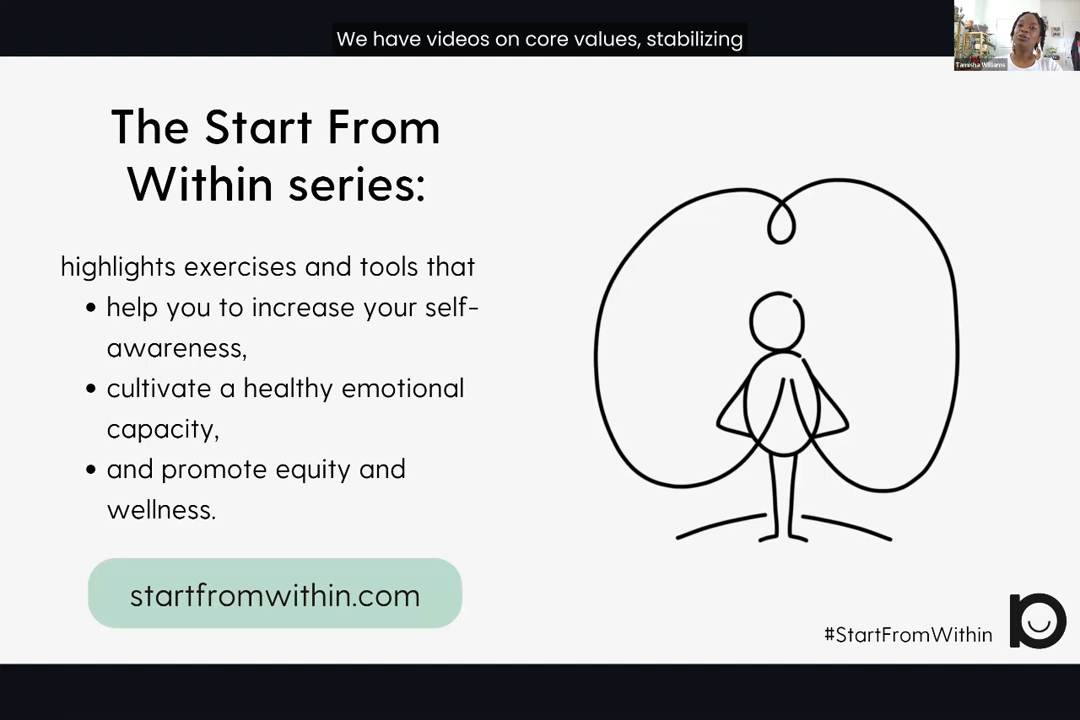 We have videos on core values, stabilizing
Tamisha Williams
The Start From
Within series:
highlights exercises and tools that
• help you to increase your self-
awareness,
• cultivate a healthy emotional
capacity,
• and promote equity and
wellness.
startfromwithin.com
#StartFromWithin